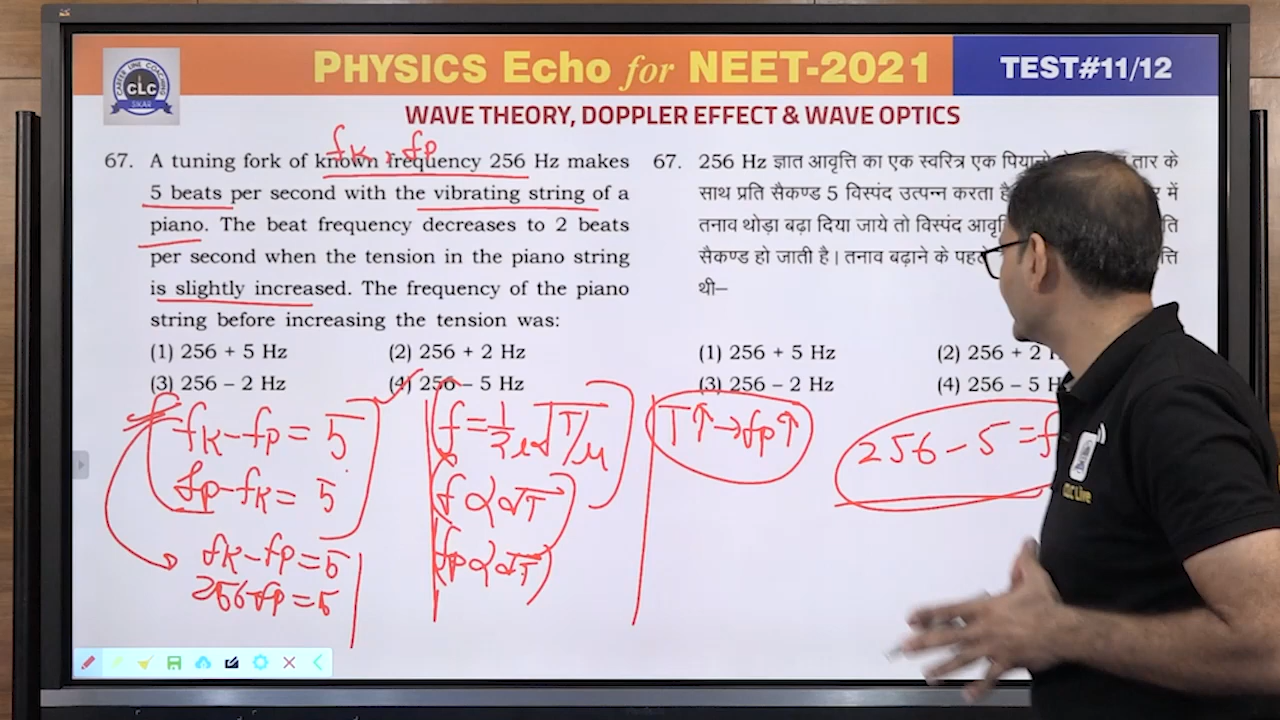 CAREER LINE COACHING
CLC
SIKAR
PHYSICS Echo for NEET-2021
TEST#11/12
WAVE THEORY, DOPPLER EFFECT & WAVE OPTICS
fK, fP
67. A tuning fork of known frequency 256 Hz makes
5 beats per second with the vibrating string of a
piano. The beat frequency decreases to 2 beats
per second when the tension in the piano string
is slightly increased. The frequency of the piano
string before increasing the tension was:
(1) 256 + 5 Hz (2) 256 + 2 Hz
(3) 256 – 2 Hz (4) 256 – 5 Hz
67. 256 Hz ज्ञात आवृत्ति का एक स्वरित्र एक तार के
साथ प्रति सैकण्ड 5 विस्पंद उत्पन्न करता में
तनाव थोड़ा बढ़ा दिया जाये तो विस्पंद
सैकण्ड हो जाती है। तनाव बढ़ाने के
थी–
(1) 256 + 5 Hz (2) 256 + 2
(3) 256 – 2 Hz (4) 256 – 5
fK – fP = 5
fP – fK = 5
fK – fP = 5
256 – fP = 5
f ∝ √T
fP ∝ √T
T↑ → fP↑
256 – 5 = f
CLC Live